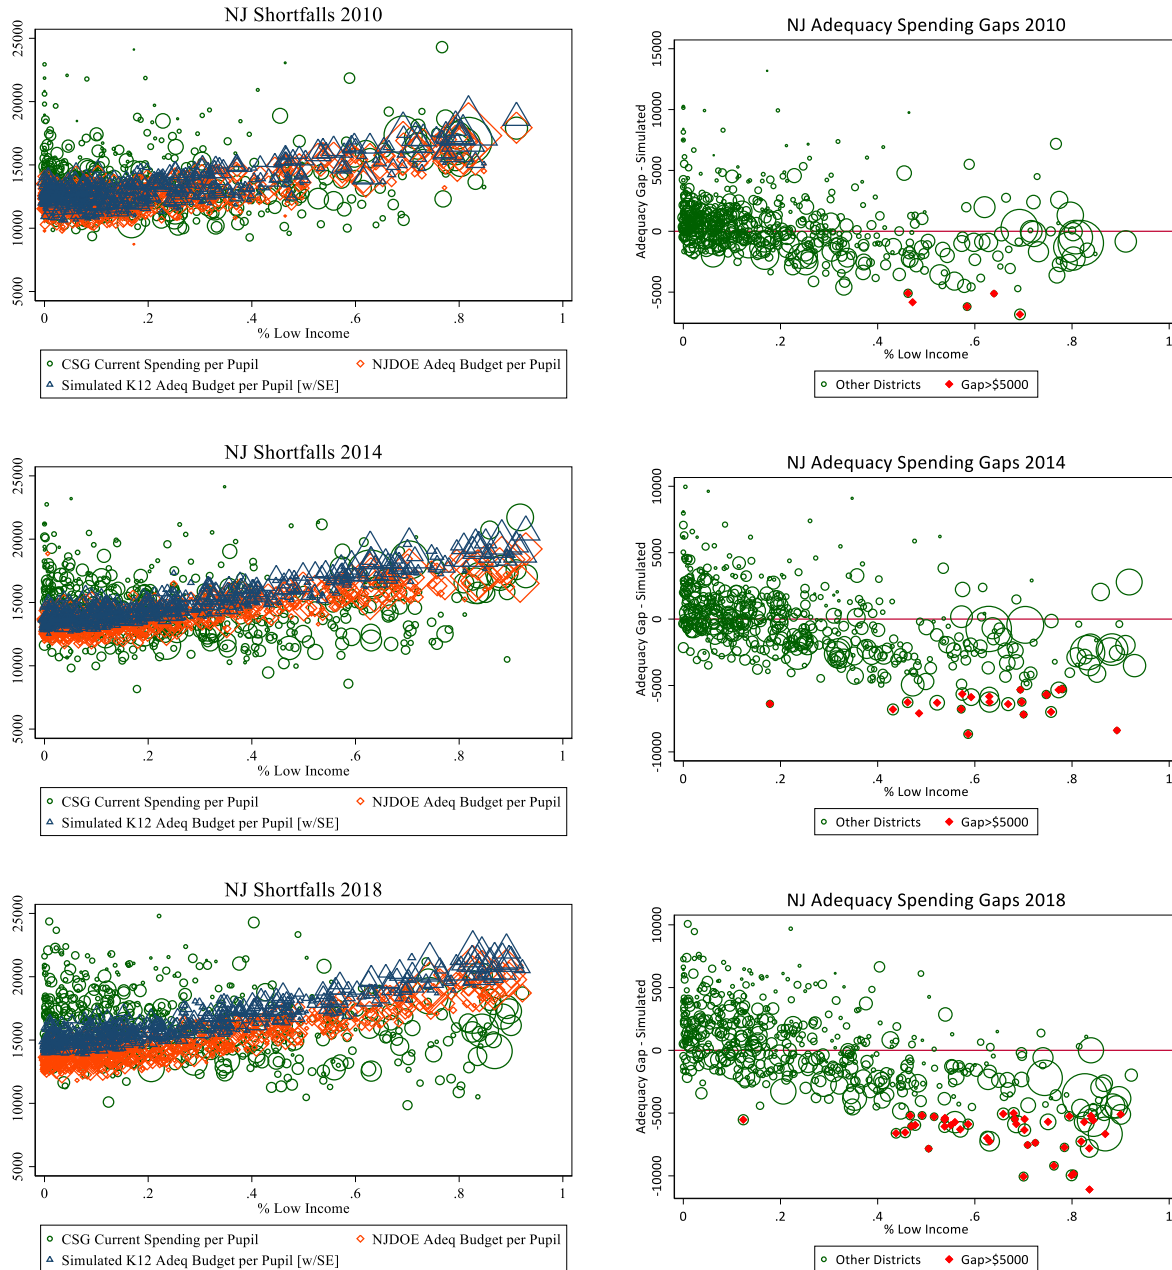 NJ Shortfalls 2010
25000
20000
15000
10000
5000
0 .2 .4 .6 .8 1
% Low Income
CSG Current Spending per Pupil NJDOE Adeq Budget per Pupil
Simulated K12 Adeq Budget per Pupil [w/SE]
NJ Adequacy Spending Gaps 2010
Adequacy Gap - Simulated
15000
10000
5000
0
-5000
0 .2 .4 .6 .8 1
% Low Income
Other Districts Gap>$5000
NJ Shortfalls 2014
25000
20000
15000
10000
5000
0 .2 .4 .6 .8 1
% Low Income
CSG Current Spending per Pupil NJDOE Adeq Budget per Pupil
Simulated K12 Adeq Budget per Pupil [w/SE]
NJ Adequacy Spending Gaps 2014
Adequacy Gap - Simulated
10000
5000
0
-5000
-10000
0 .2 .4 .6 .8 1
% Low Income
Other Districts Gap>$5000
NJ Shortfalls 2018
25000
20000
15000
10000
5000
0 .2 .4 .6 .8 1
% Low Income
CSG Current Spending per Pupil NJDOE Adeq Budget per Pupil
Simulated K12 Adeq Budget per Pupil [w/SE]
NJ Adequacy Spending Gaps 2018
Adequacy Gap - Simulated
10000
5000
0
-5000
-10000
0 .2 .4 .6 .8 1
% Low Income
Other Districts Gap>$5000